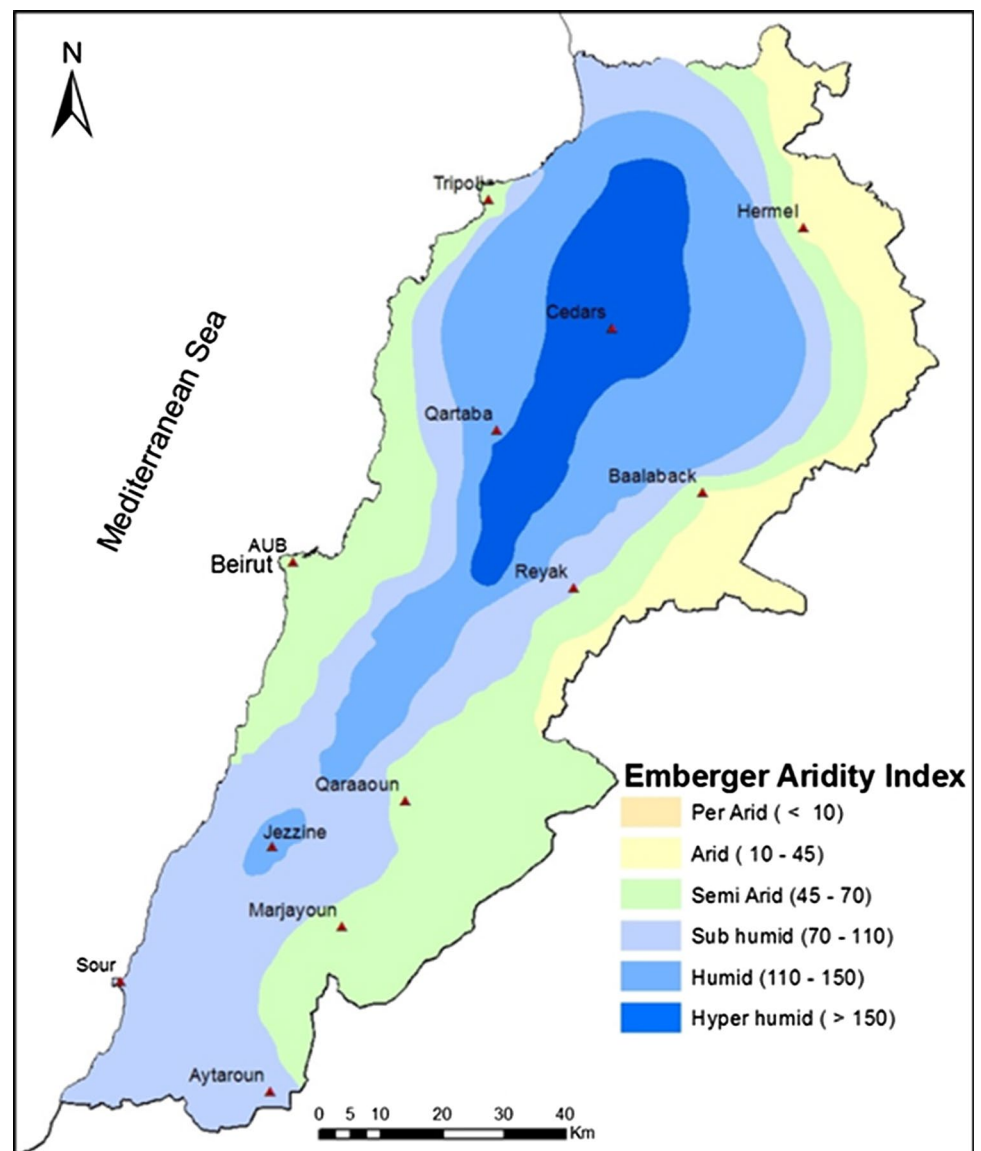 N
Tripoli
Hermel
Cedars
Mediterranean Sea
Qartaba
Baalaback
AUB
Beirut
Reyak
Emberger Aridity Index
Qaraaoun
Per Arid ( < 10)
Jezzine
Arid ( 10 - 45)
Semi Arid (45 - 70)
Marjayoun
Sub humid (70 - 110)
Sour
Humid (110 - 150)
Hyper humid ( > 150)
Aytaroun
0 5 10 20 30 40
Km